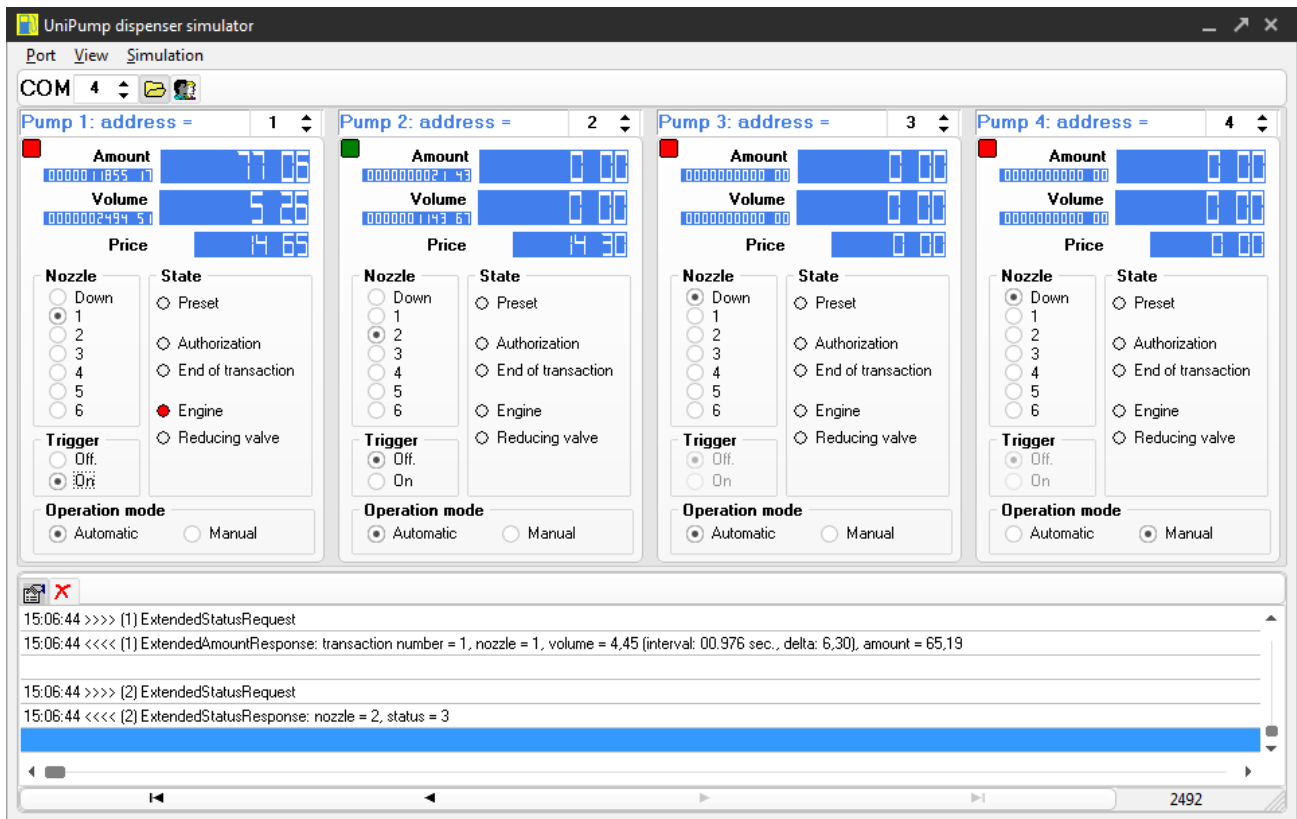 UniPump dispenser simulator
Port View Simulation
COM 4
Pump 1: address = 1
Amount 77 06
0000011855 17
Volume 5 26
0000002494 51
Price 14 65
Nozzle
Down
1
2
3
4
5
6
State
Preset
Authorization
End of transaction
Engine
Reducing valve
Trigger
Off.
On
Operation mode
Automatic Manual
Pump 2: address = 2
Amount 0 00
0000000021 43
Volume 0 00
0000001143 67
Price 14 30
Nozzle
Down
1
2
3
4
5
6
State
Preset
Authorization
End of transaction
Engine
Reducing valve
Trigger
Off.
On
Operation mode
Automatic Manual
Pump 3: address = 3
Amount 0 00
0000000000 00
Volume 0 00
0000000000 00
Price 0 00
Nozzle
Down
1
2
3
4
5
6
State
Preset
Authorization
End of transaction
Engine
Reducing valve
Trigger
Off.
On
Operation mode
Automatic Manual
Pump 4: address = 4
Amount 0 00
0000000000 00
Volume 0 00
0000000000 00
Price 0 00
Nozzle
Down
1
2
3
4
5
6
State
Preset
Authorization
End of transaction
Engine
Reducing valve
Trigger
Off.
On
Operation mode
Automatic Manual
15:06:44 >>>> (1) ExtendedStatusRequest
15:06:44 <<<< (1) ExtendedAmountResponse: transaction number = 1, nozzle = 1, volume = 4,45 (interval: 00.976 sec., delta: 6,30), amount = 65,19
15:06:44 >>>> (2) ExtendedStatusRequest
15:06:44 <<<< (2) ExtendedStatusResponse: nozzle = 2, status = 3
2492